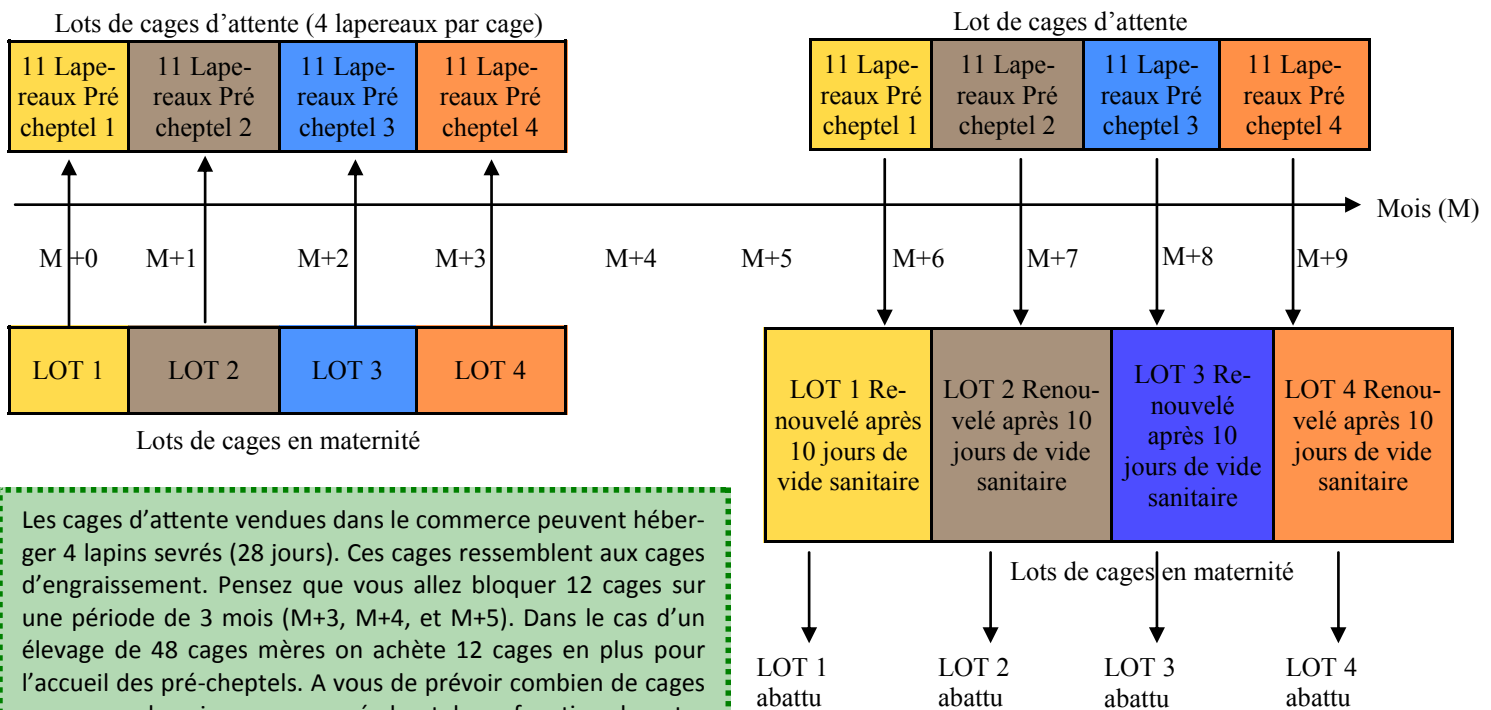 Lots de cages d'attente (4 lapereaux par cage)
11 Lape-
reaux Pré
cheptel 1
11 Lape-
reaux Pré
cheptel 2
11 Lape-
reaux Pré
cheptel 3
11 Lape-
reaux Pré
cheptel 4
Lot de cages d'attente
11 Lape-
reaux Pré
cheptel 1
11 Lape-
reaux Pré
cheptel 2
11 Lape-
reaux Pré
cheptel 3
11 Lape-
reaux Pré
cheptel 4
Mois (M)
M+0 M+1 M+2 M+3 M+4 M+5 M+6 M+7 M+8 M+9
LOT 1
LOT 2
LOT 3
LOT 4
Lots de cages en maternité
LOT 1 Re-
nouvelé après
10 jours de
vide sanitaire
LOT 2 Renou-
velé après 10
jours de vide
sanitaire
LOT 3 Re-
nouvelé
après 10
jours de vide
sanitaire
LOT 4 Renou-
velé après 10
jours de vide
sanitaire
Lots de cages en maternité
LOT 1
abattu
LOT 2
abattu
LOT 3
abattu
LOT 4
abattu
Les cages d'attente vendues dans le commerce peuvent héber-
ger 4 lapins sevrés (28 jours). Ces cages ressemblent aux cages
d'engraissement. Pensez que vous allez bloquer 12 cages sur
une période de 3 mois (M+3, M+4, et M+5). Dans le cas d'un
élevage de 48 cages mères on achète 12 cages en plus pour
l'accueil des pré-cheptels. A vous de prévoir combien de cages